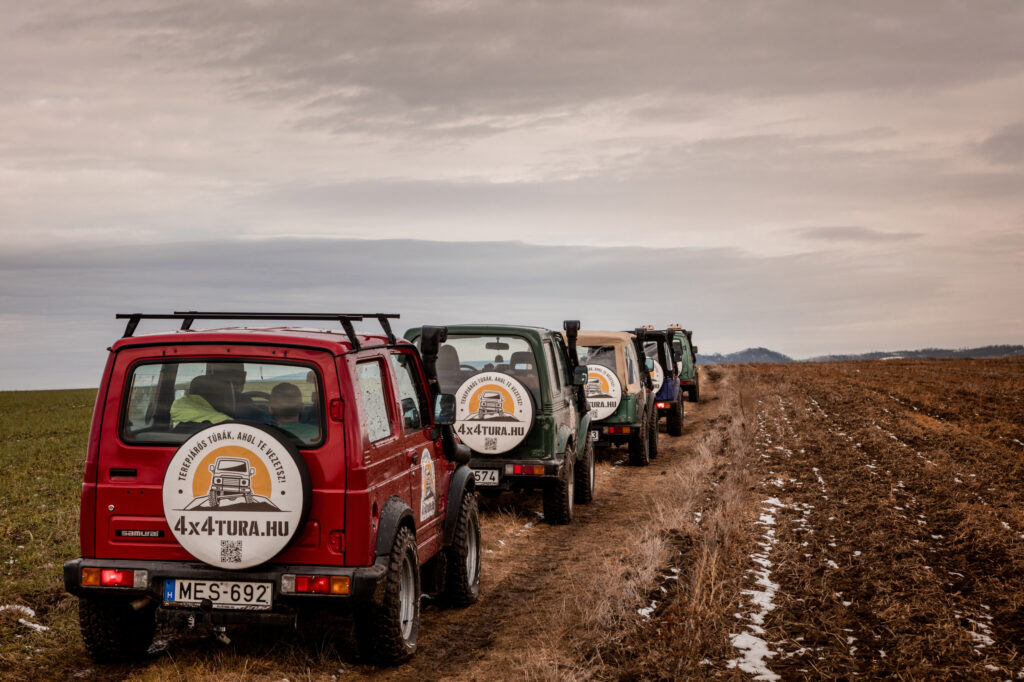 TEREPJÁRÓS TÚRÁK, AHOL TE VEZETSZ!
4x4TURA.HU
SAMURAI
H
MES-692
.HU
TEREPJÁRÓS TÚRÁK, AHOL TE VEZETSZ!
4x4TURA.HU
574
4x4TURA.HU